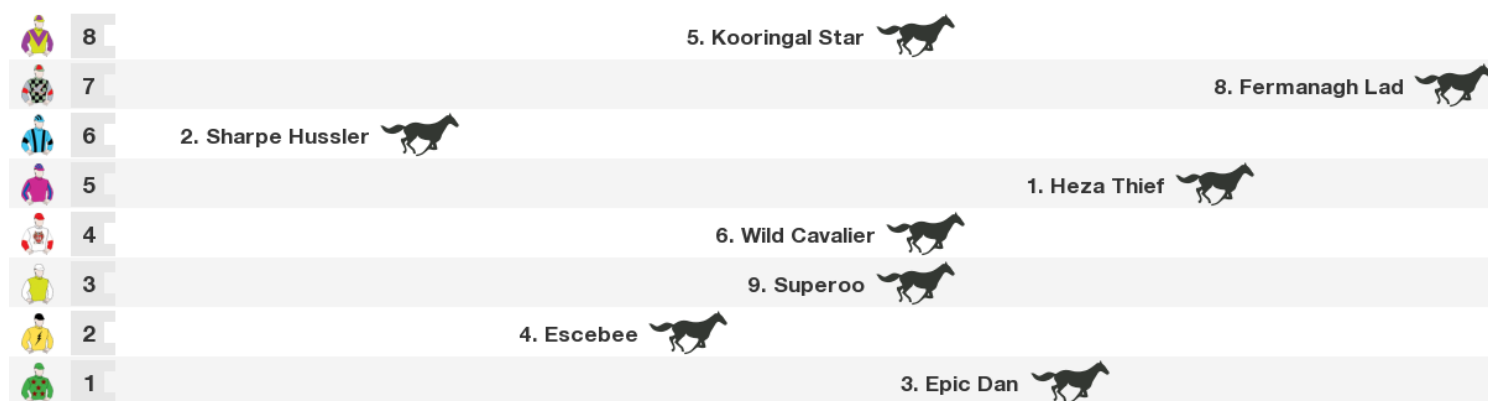 8 5. Kooringal Star
7 8. Fermanagh Lad
6 2. Sharpe Hussler
5 1. Heza Thief
4 6. Wild Cavalier
3 9. Superoo
2 4. Escebee
1 3. Epic Dan